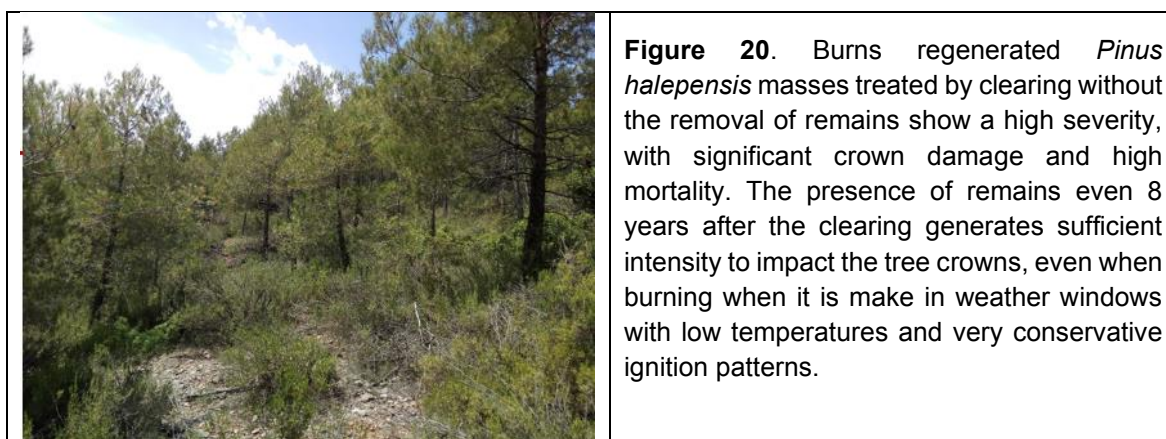 Figure 20. Burns regenerated Pinus
halepensis masses treated by clearing without
the removal of remains show a high severity,
with significant crown damage and high
mortality. The presence of remains even 8
years after the clearing generates sufficient
intensity to impact the tree crowns, even when
burning when it is make in weather windows
with low temperatures and very conservative
ignition patterns.